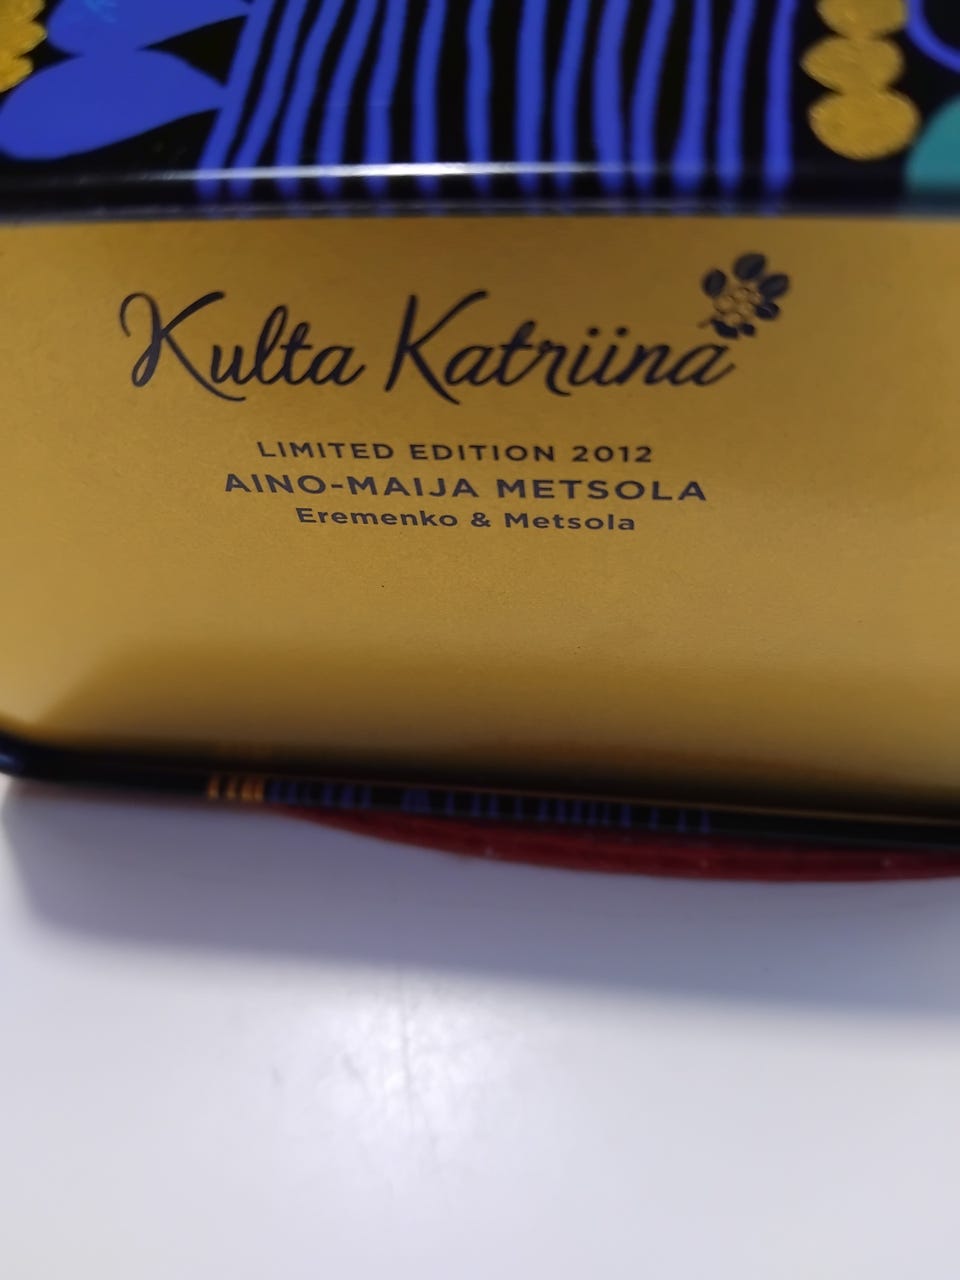 Kulta Katriina
LIMITED EDITION 2012
AINO-MAIJA METSOLA
Eremenko & Metsola